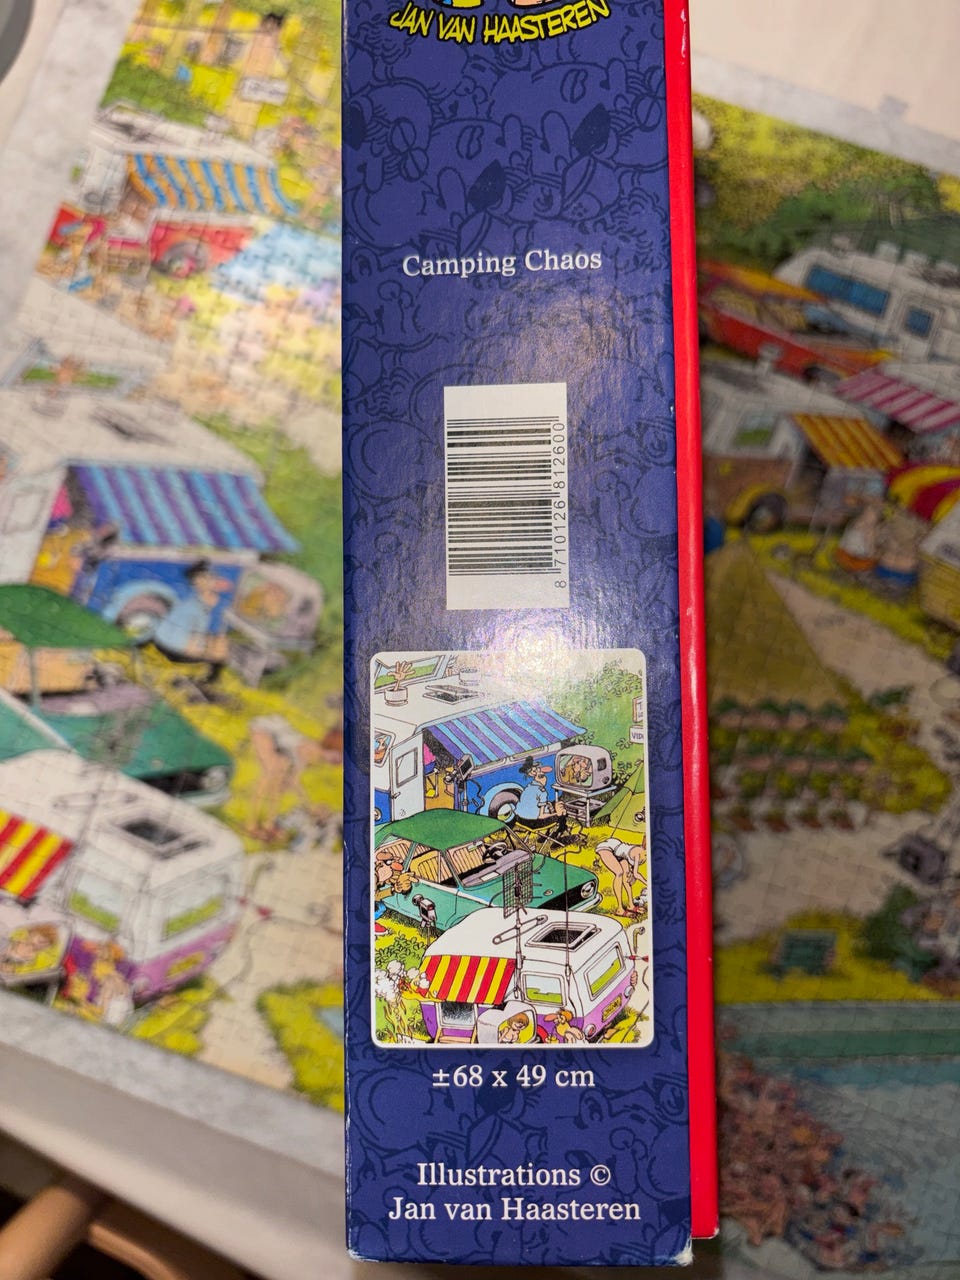 JAN VAN HAASTEREN
Camping Chaos
8 710126 812600
±68 x 49 cm
Illustrations ©
Jan van Haasteren